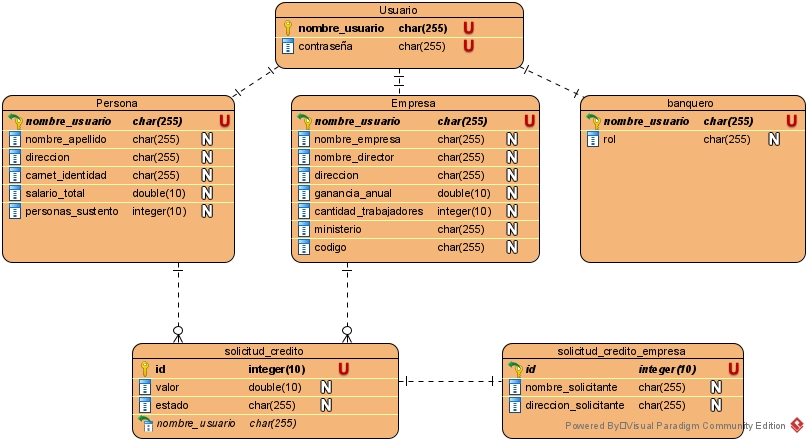 Usuario
nombre_usuario char(255) U
contraseña char(255) U
Persona
nombre_usuario char(255) U
nombre_apellido char(255) N
direccion char(255) N
carnet_identidad char(255) N
salario_total double(10) N
personas_sustento integer(10) N
Empresa
nombre_usuario char(255) U
nombre_empresa char(255) N
nombre_director char(255) N
direccion char(255) N
ganancia_anual double(10) N
cantidad_trabajadores integer(10) N
ministerio char(255) N
codigo char(255) N
banquero
nombre_usuario char(255) U
rol char(255) N
solicitud_credito
id integer(10) U
valor double(10) N
estado char(255) N
nombre_usuario char(255)
solicitud_credito_empresa
id integer(10) U
nombre_solicitante char(255) N
direccion_solicitante char(255) N
Powered By□Visual Paradigm Community Edition